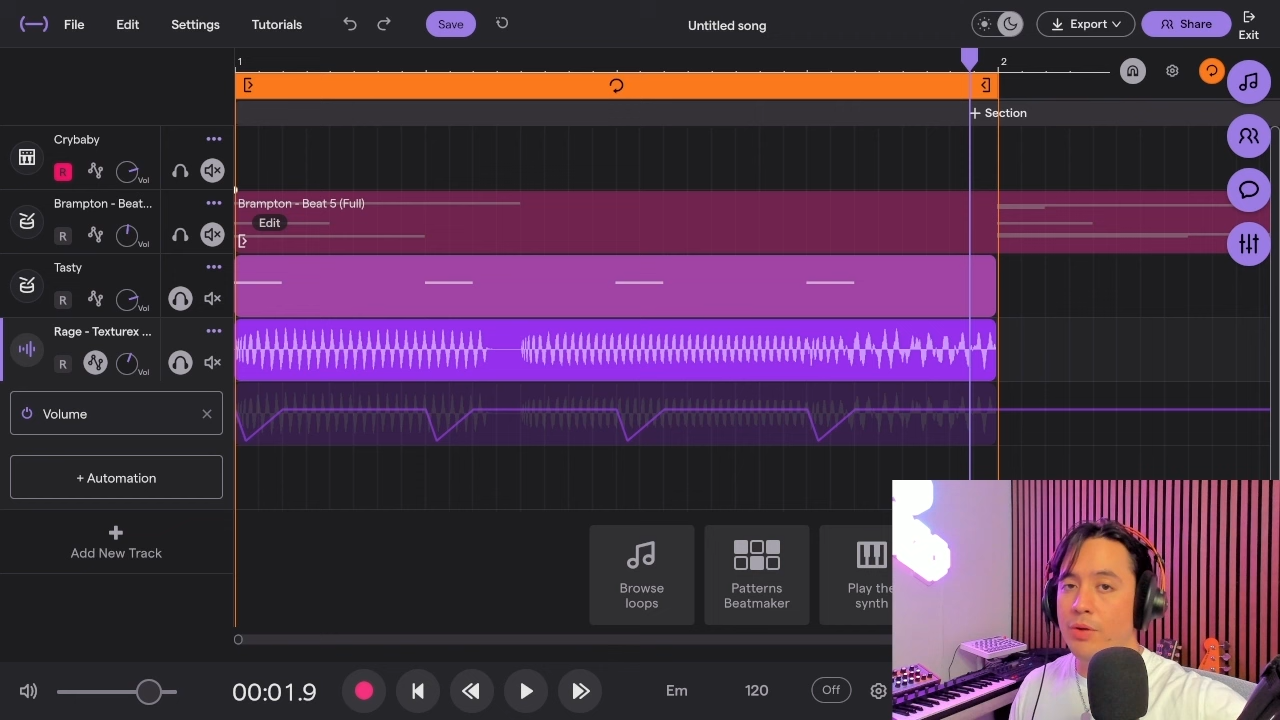 File Edit Settings Tutorials Save Untitled song Export Share Exit
1 2
+ Section
Crybaby
R Vol
Brampton - Beat...
R Vol
Brampton - Beat 5 (Full)
Edit
Tasty
R Vol
Rage - Texturex ...
R Vol
Volume
+ Automation
Add New Track
Browse
loops
Patterns
Beatmaker
Play the
synth
00:01.9 Em 120 Off